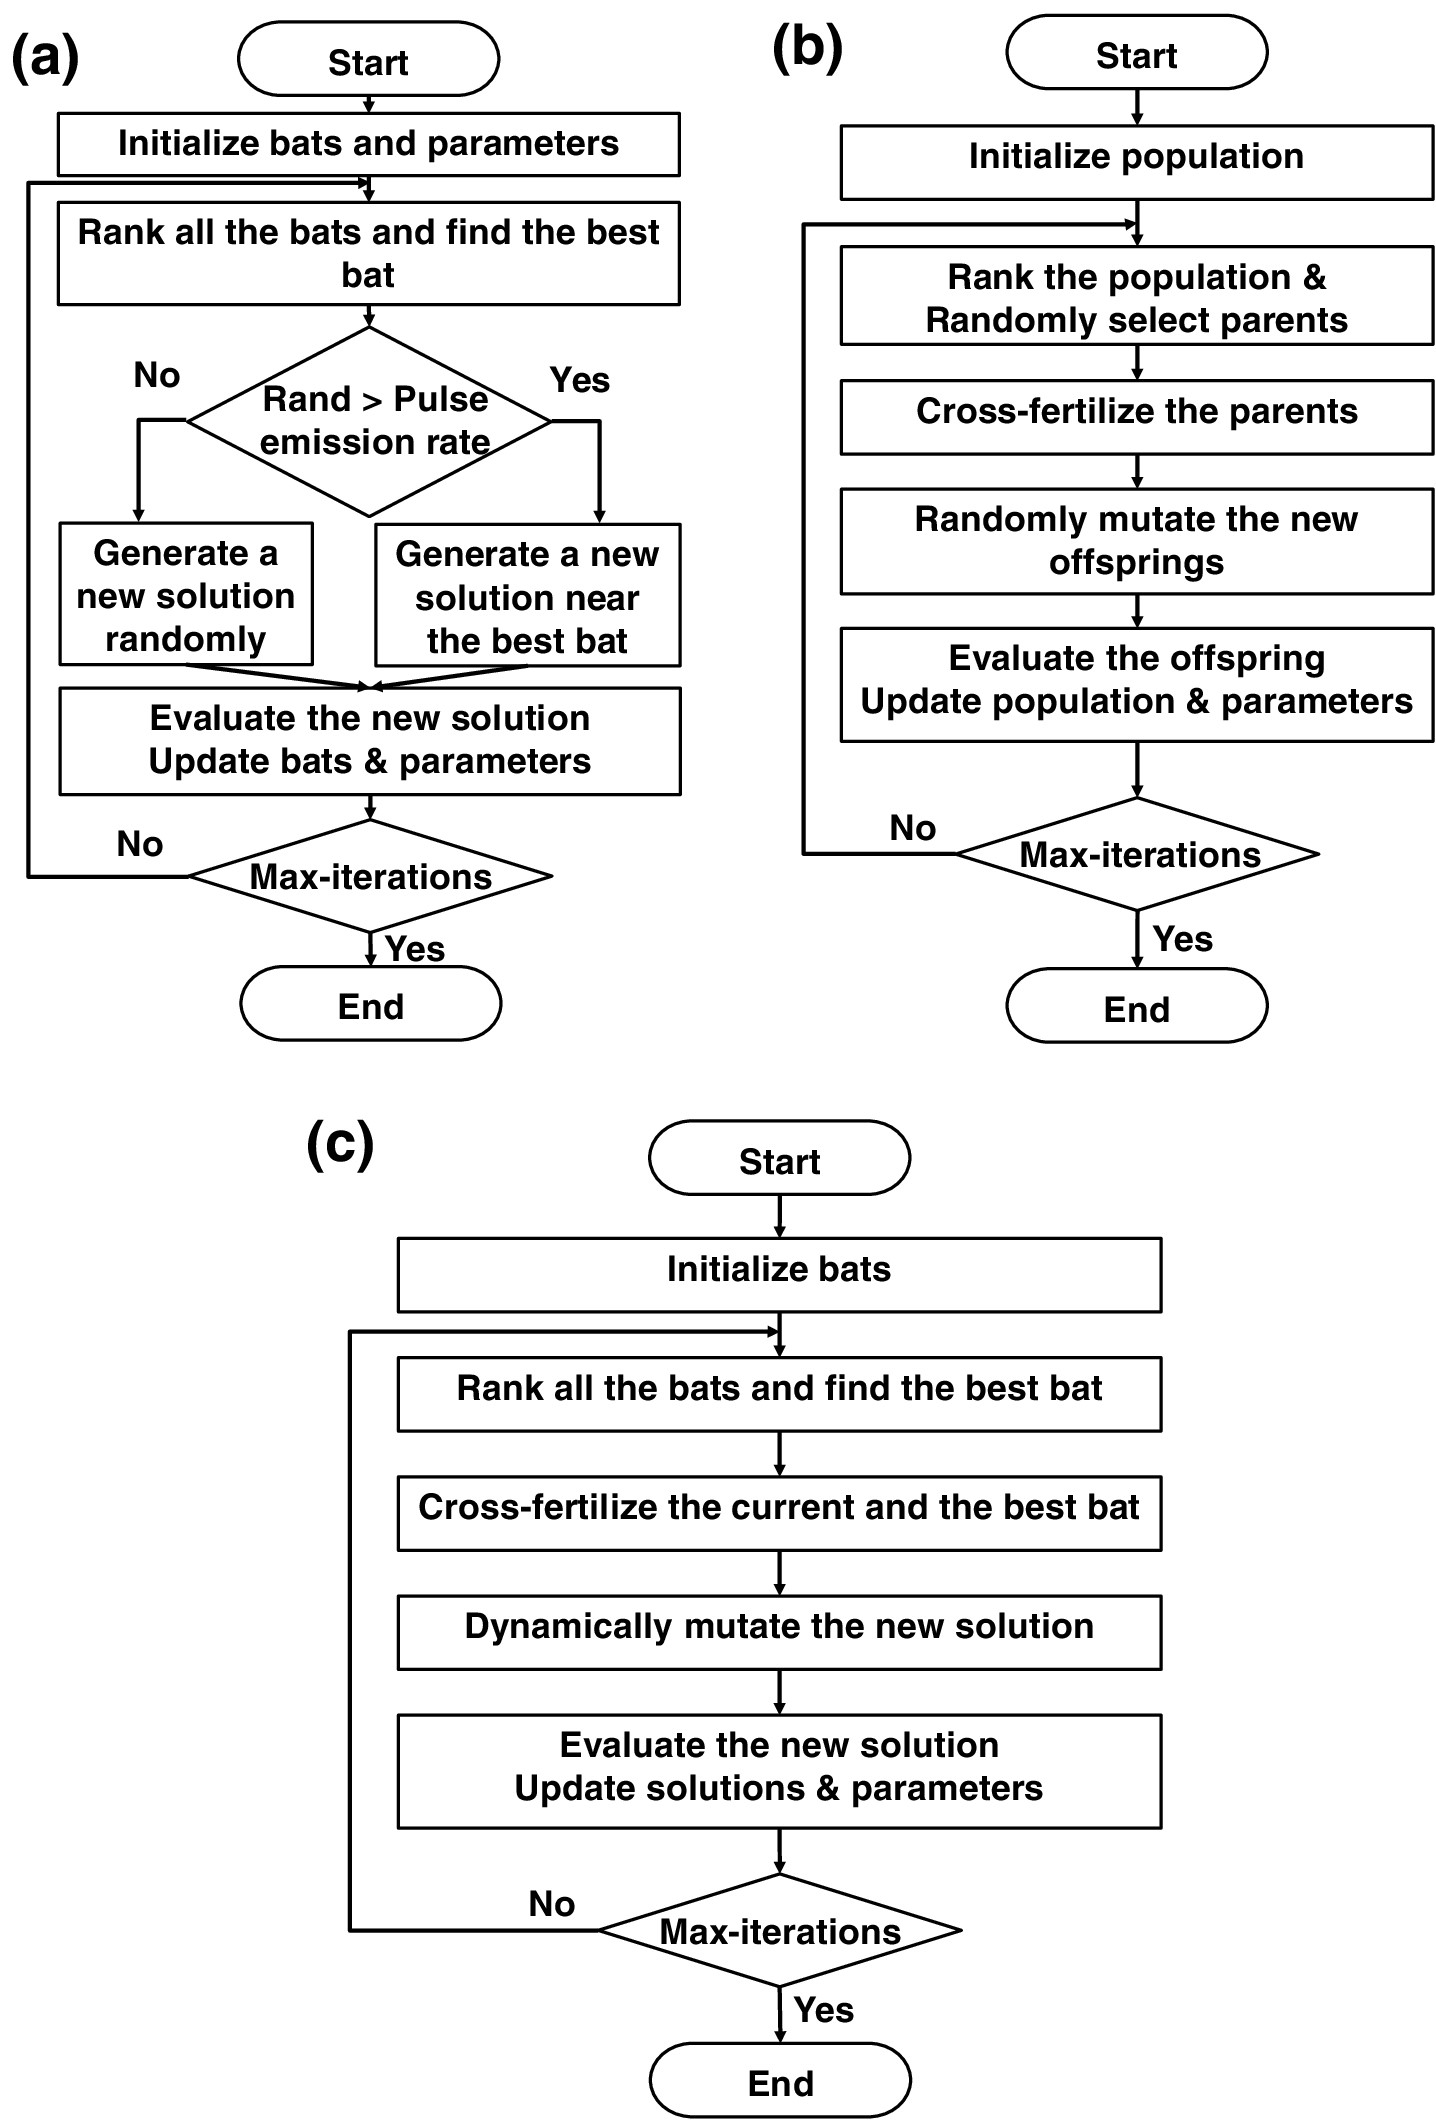 (a)
Start
Initialize bats and parameters
Rank all the bats and find the best
bat
No
Yes
Rand > Pulse
emission rate
Generate a
new solution
randomly
Generate a new
solution near
the best bat
Evaluate the new solution
Update bats & parameters
No
Max-iterations
Yes
End
(b)
Start
Initialize population
Rank the population &
Randomly select parents
Cross-fertilize the parents
Randomly mutate the new
offsprings
Evaluate the offspring
Update population & parameters
No
Max-iterations
Yes
End
(c)
Start
Initialize bats
Rank all the bats and find the best bat
Cross-fertilize the current and the best bat
Dynamically mutate the new solution
Evaluate the new solution
Update solutions & parameters
No
Max-iterations
Yes
End